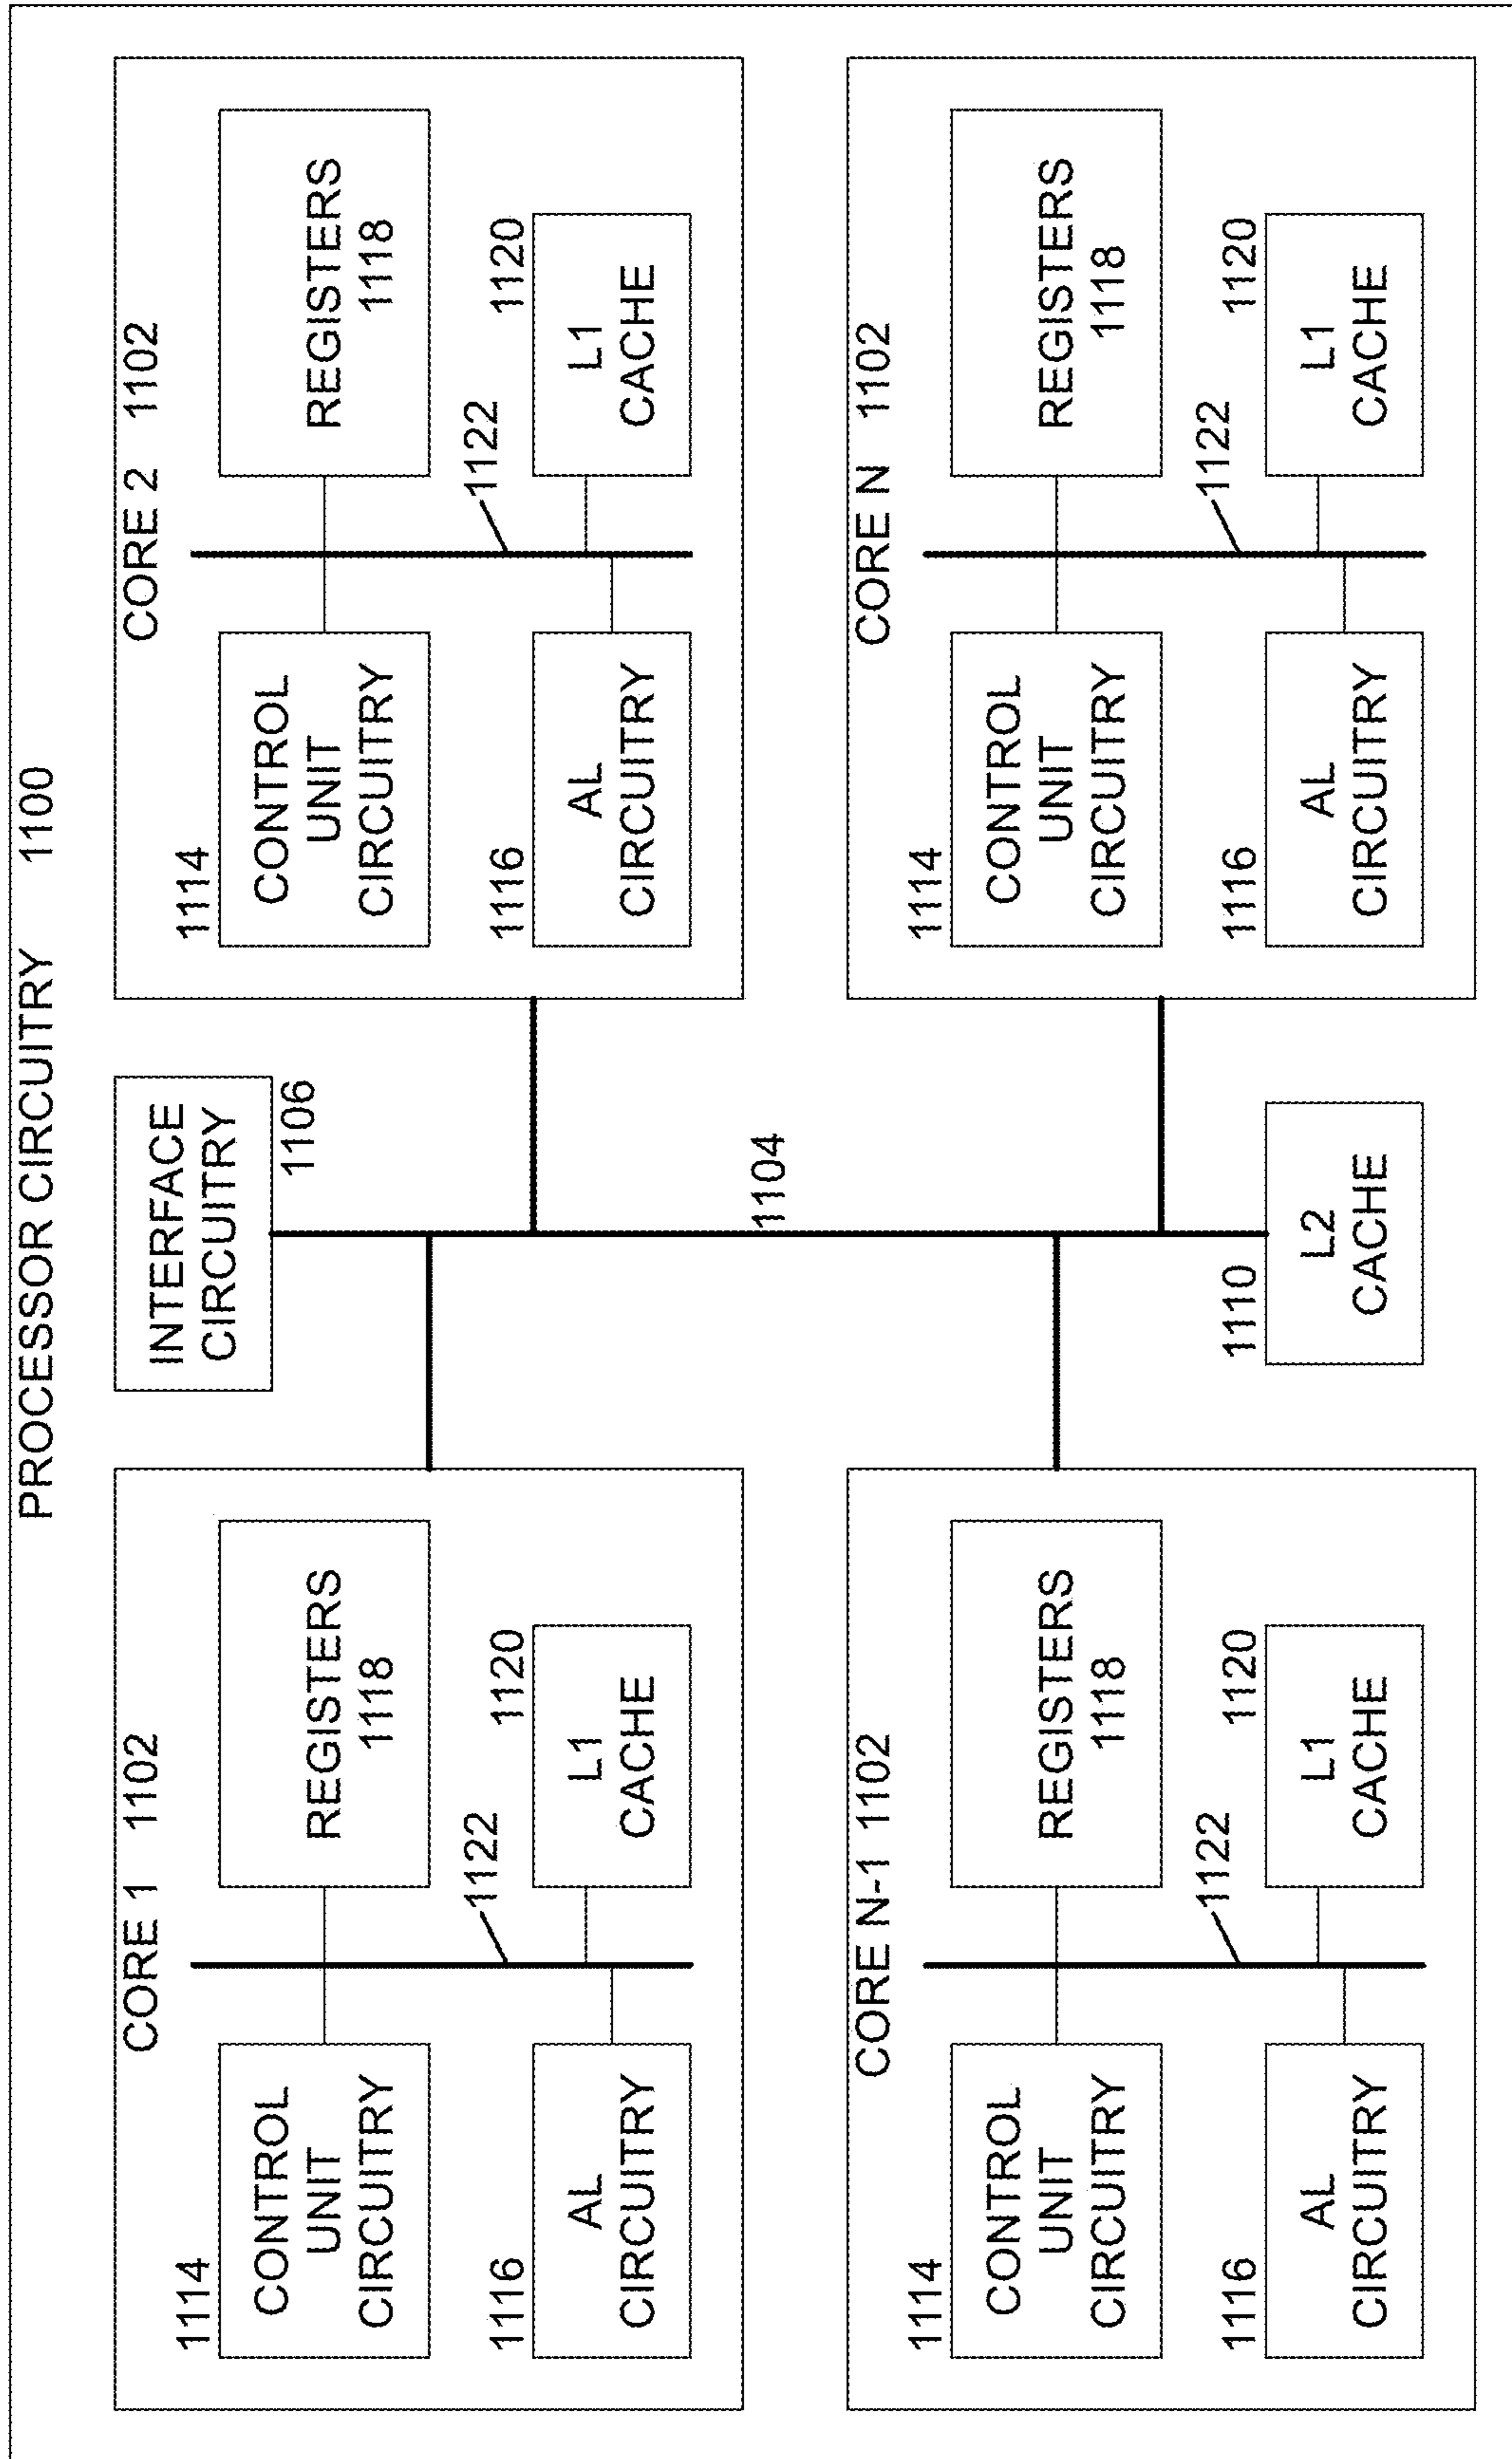 PROCESSOR CIRCUITRY 1100
CORE 1 1102
1114
CONTROL
UNIT
CIRCUITRY
REGISTERS
1118
1122
1116
AL
CIRCUITRY
1120
L1
CACHE
INTERFACE
CIRCUITRY
1106
CORE 2 1102
1114
CONTROL
UNIT
CIRCUITRY
REGISTERS
1118
1122
1116
AL
CIRCUITRY
1120
L1
CACHE
1104
CORE N-1 1102
1114
CONTROL
UNIT
CIRCUITRY
REGISTERS
1118
1122
1116
AL
CIRCUITRY
1120
L1
CACHE
1110
L2
CACHE
CORE N 1102
1114
CONTROL
UNIT
CIRCUITRY
REGISTERS
1118
1122
1116
AL
CIRCUITRY
1120
L1
CACHE